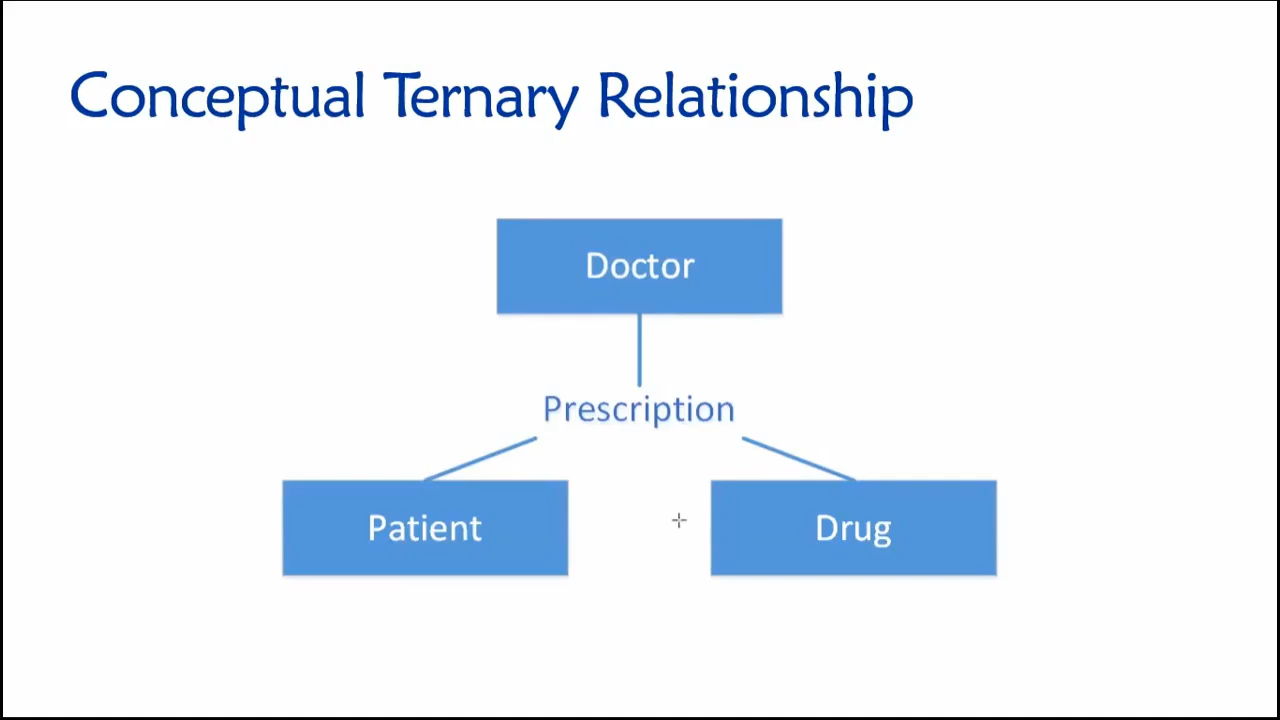 Conceptual Ternary Relationship
Doctor
Prescription
Patient
Drug